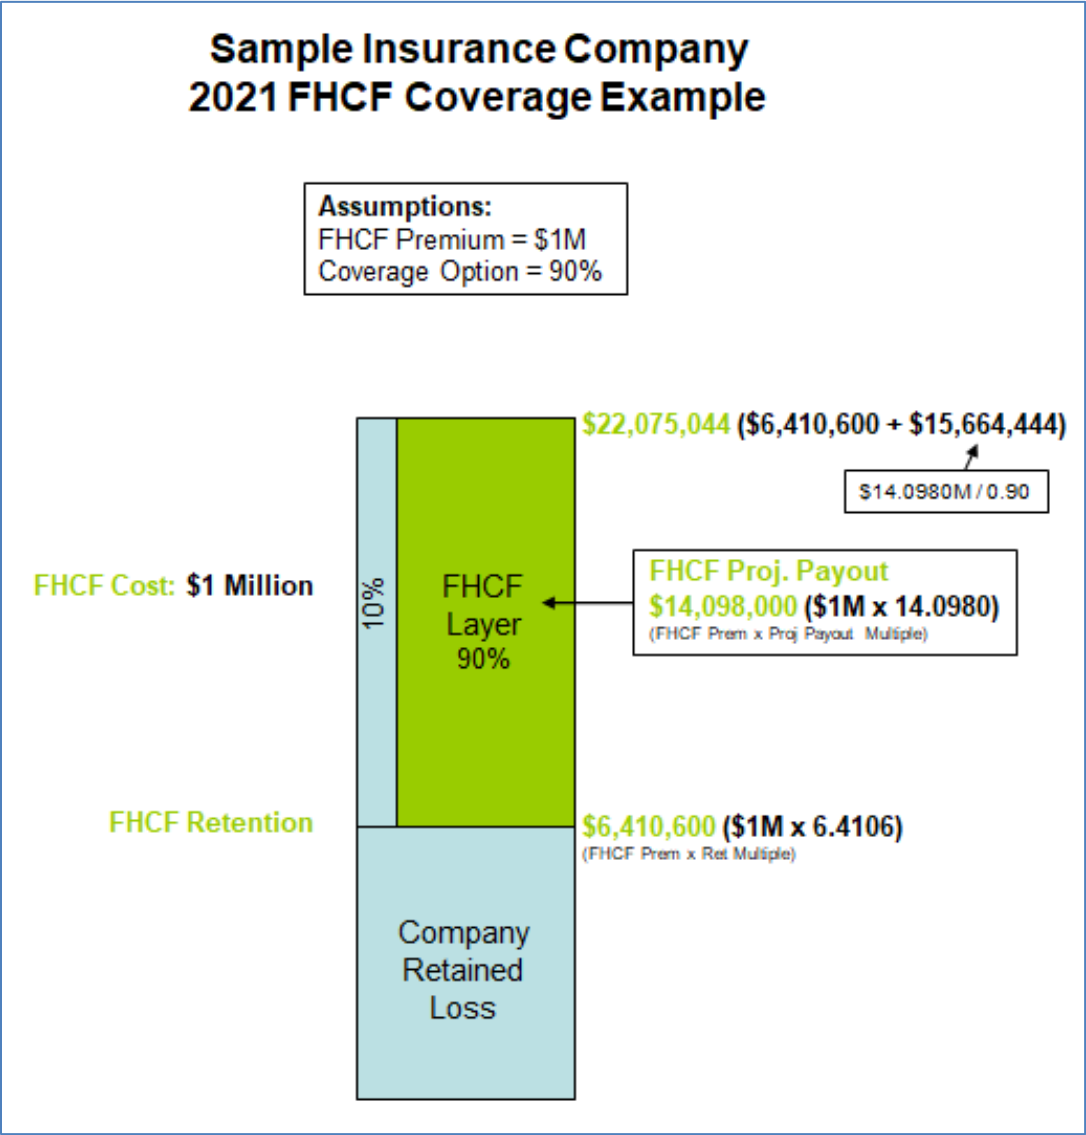 Sample Insurance Company
2021 FHCF Coverage Example
Assumptions:
FHCF Premium = $1M
Coverage Option = 90%
$22,075,044 ($6,410,600 + $15,664,444)
$14.0980M / 0.90
FHCF Cost: $1 Million
10%
FHCF
Layer
90%
FHCF Proj. Payout
$14,098,000 ($1M x 14.0980)
(FHCF Prem x Proj Payout Multiple)
FHCF Retention
$6,410,600 ($1M x 6.4106)
(FHCF Prem x Ret Multiple)
Company
Retained
Loss